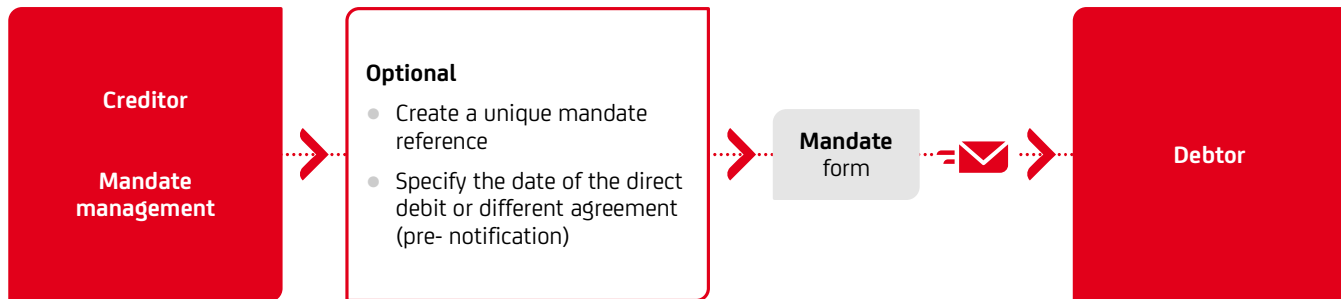 Creditor
Mandate
management
Optional
Create a unique mandate
reference
Specify the date of the direct
debit or different agreement
(pre- notification)
Mandate
form
Debtor